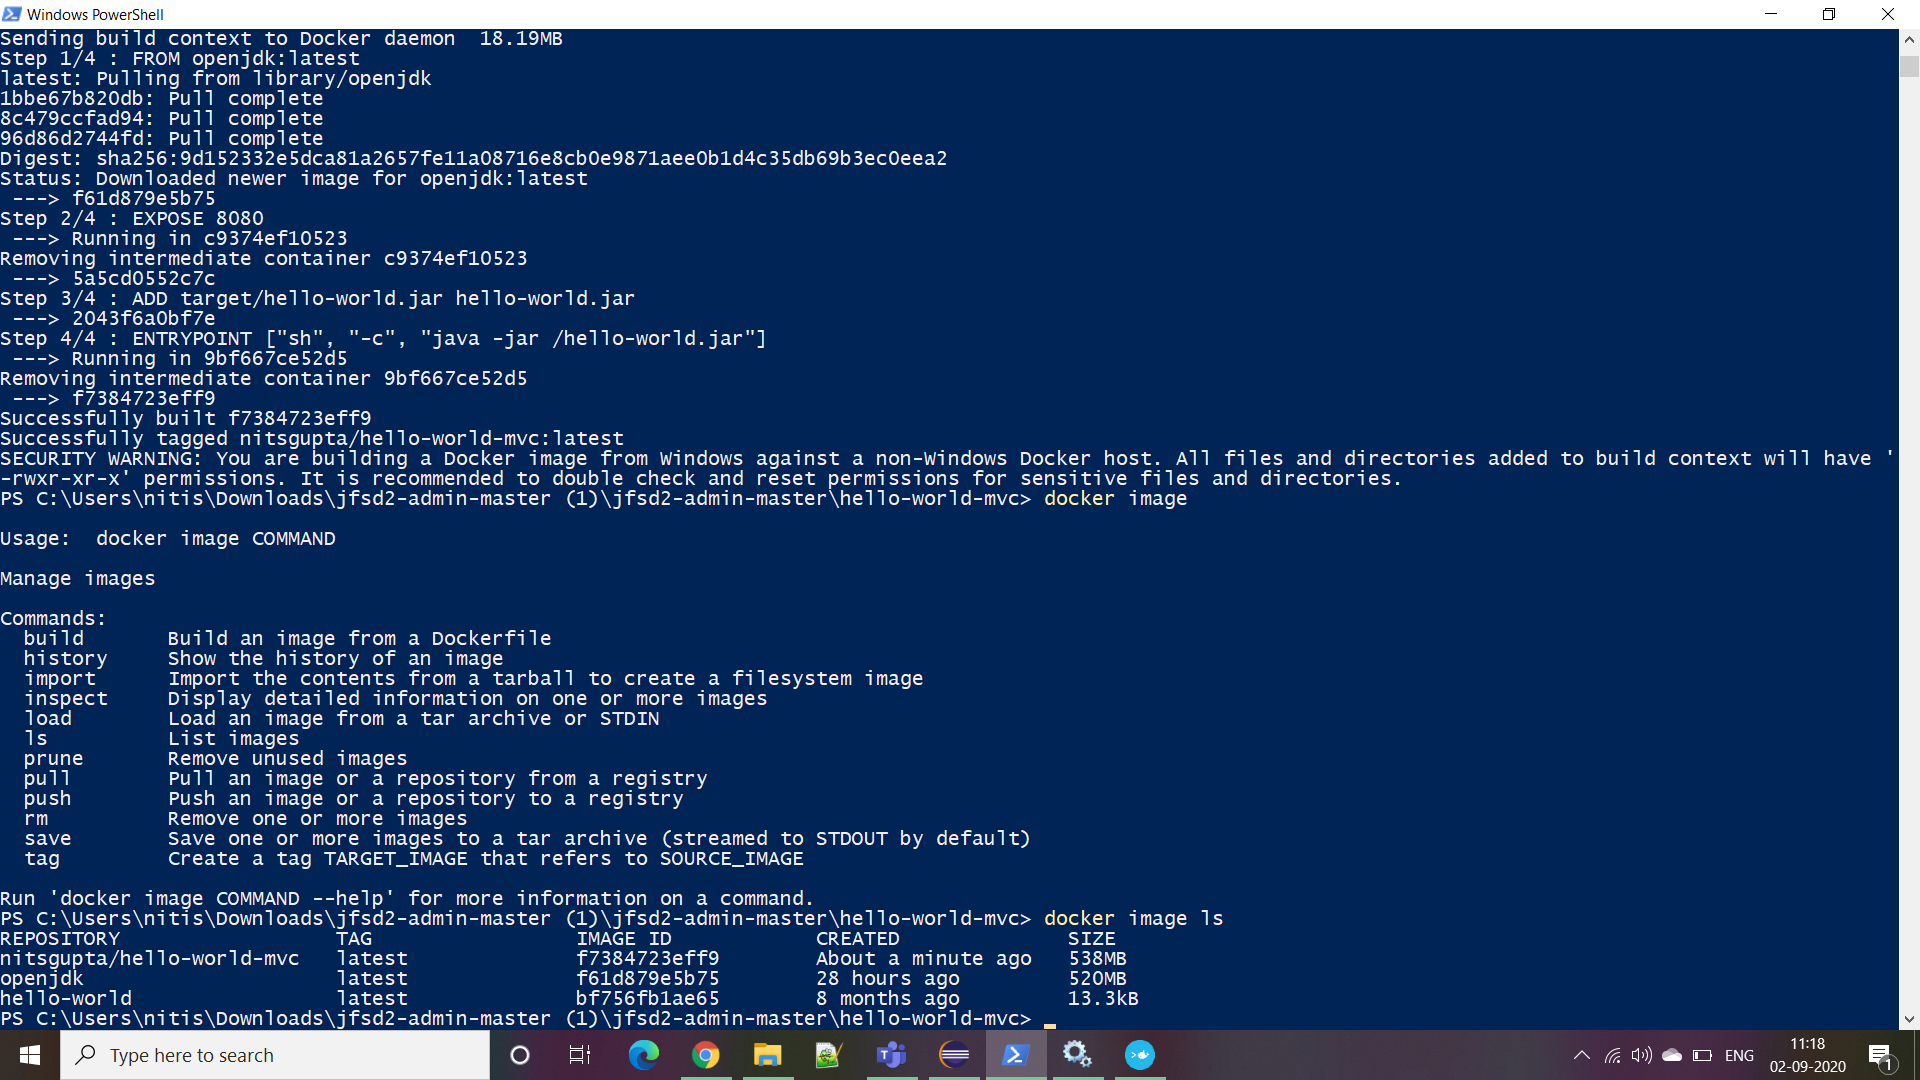 Windows PowerShell
Sending build context to Docker daemon  18.19MB
Step 1/4 : FROM openjdk:latest
latest: Pulling from library/openjdk
1bbe67b820db: Pull complete
8c479ccfad94: Pull complete
96d86d2744fd: Pull complete
Digest: sha256:9d152332e5dca81a2657fe11a08716e8cb0e9871aee0b1d4c35db69b3ec0eea2
Status: Downloaded newer image for openjdk:latest
 ---> f61d879e5b75
Step 2/4 : EXPOSE 8080
 ---> Running in c9374ef10523
Removing intermediate container c9374ef10523
 ---> 5a5cd0552c7c
Step 3/4 : ADD target/hello-world.jar hello-world.jar
 ---> 2043f6a0bf7e
Step 4/4 : ENTRYPOINT ["sh", "-c", "java -jar /hello-world.jar"]
 ---> Running in 9bf667ce52d5
Removing intermediate container 9bf667ce52d5
 ---> f7384723eff9
Successfully built f7384723eff9
Successfully tagged nitsgupta/hello-world-mvc:latest
SECURITY WARNING: You are building a Docker image from Windows against a non-Windows Docker host. All files and directories added to build context will have '
-rwxr-xr-x' permissions. It is recommended to double check and reset permissions for sensitive files and directories.
PS C:\Users\nitis\Downloads\jfsd2-admin-master (1)\jfsd2-admin-master\hello-world-mvc> docker image
Usage:  docker image COMMAND
Manage images
Commands:
  build       Build an image from a Dockerfile
  history     Show the history of an image
  import      Import the contents from a tarball to create a filesystem image
  inspect     Display detailed information on one or more images
  load        Load an image from a tar archive or STDIN
  ls          List images
  prune       Remove unused images
  pull        Pull an image or a repository from a registry
  push        Push an image or a repository to a registry
  rm          Remove one or more images
  save        Save one or more images to a tar archive (streamed to STDOUT by default)
  tag         Create a tag TARGET_IMAGE that refers to SOURCE_IMAGE
Run 'docker image COMMAND --help' for more information on a command.
PS C:\Users\nitis\Downloads\jfsd2-admin-master (1)\jfsd2-admin-master\hello-world-mvc> docker image ls
REPOSITORY                  TAG                 IMAGE ID            CREATED              SIZE
nitsgupta/hello-world-mvc   latest              f7384723eff9        About a minute ago   538MB
openjdk                     latest              f61d879e5b75        28 hours ago         520MB
hello-world                 latest              bf756fb1ae65        8 months ago         13.3kB
PS C:\Users\nitis\Downloads\jfsd2-admin-master (1)\jfsd2-admin-master\hello-world-mvc>
Type here to search
ENG
11:18
02-09-2020
1